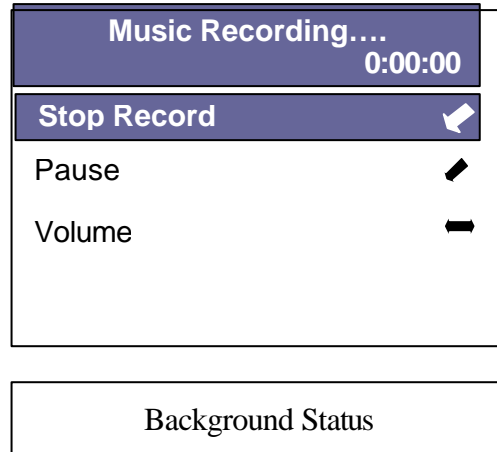 Music Recording….
0:00:00
Stop Record
Pause
Volume
Background Status